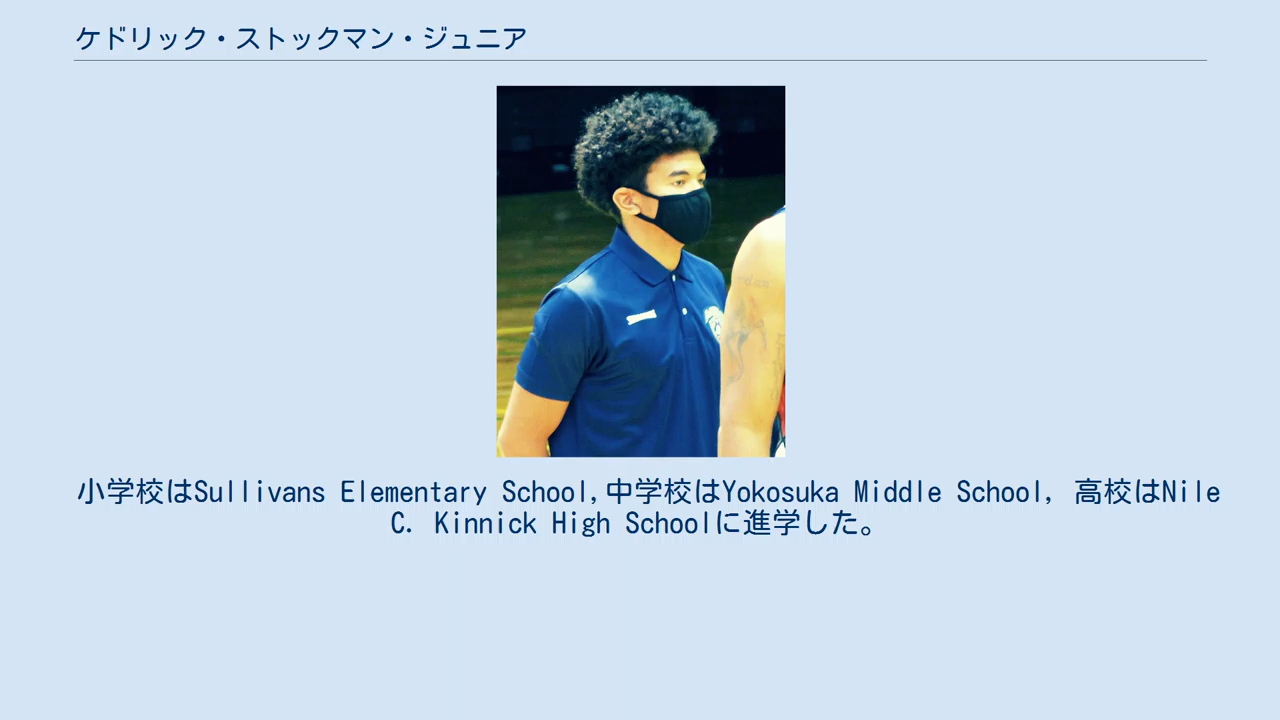 ケドリック・ストックマン・ジュニア
小学校はSullivans Elementary School,中学校はYokosuka Middle School, 高校はNile
C. Kinnick High Schoolに進学した。